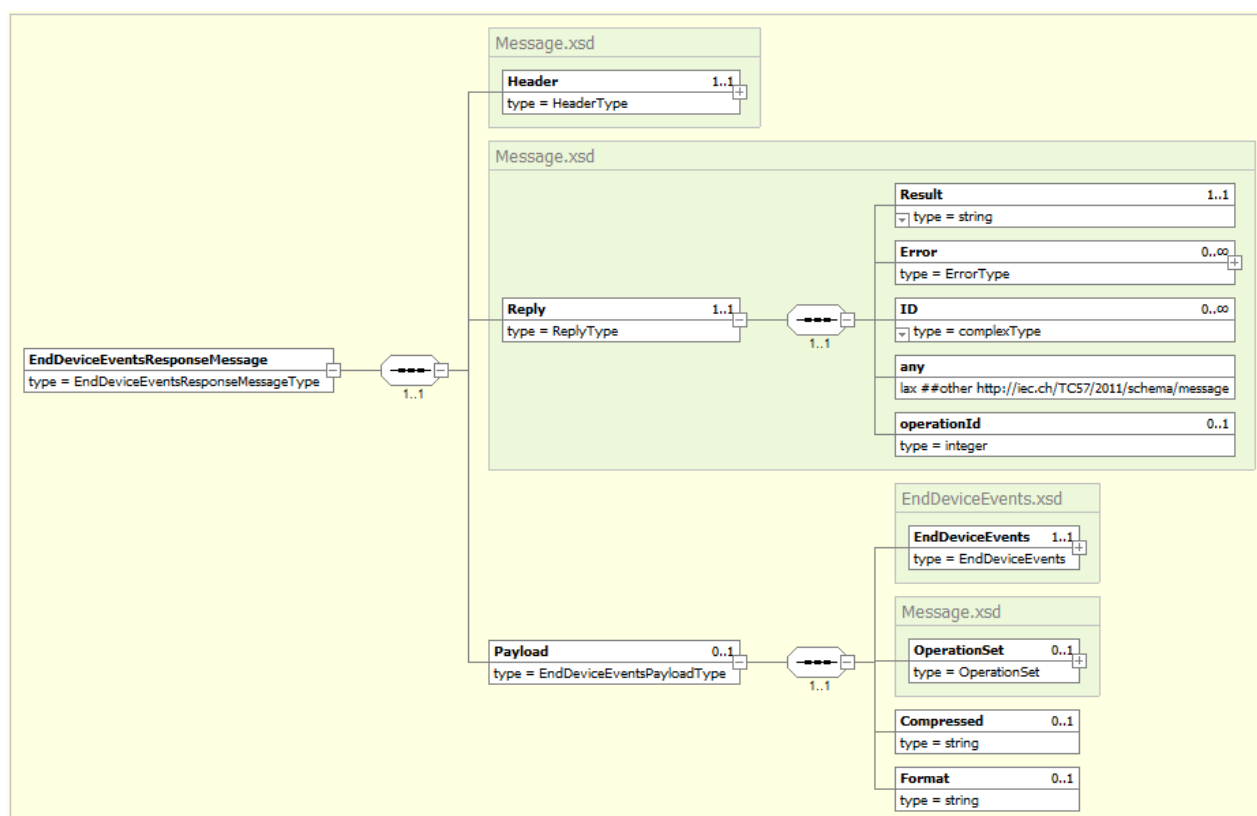 Message.xsd
Header 1..1
type = HeaderType
Message.xsd
Result 1..1
type = string
Error 0..∞
type = ErrorType
Reply 1..1
type = ReplyType
1..1
ID 0..∞
type = complexType
any
lax ##other http://iec.ch/TC57/2011/schema/message
operationId 0..1
type = integer
EndDeviceEventsResponseMessage
type = EndDeviceEventsResponseMessageType
1..1
EndDeviceEvents.xsd
EndDeviceEvents 1..1
type = EndDeviceEvents
Message.xsd
Payload 0..1
type = EndDeviceEventsPayloadType
1..1
OperationSet 0..1
type = OperationSet
Compressed 0..1
type = string
Format 0..1
type = string